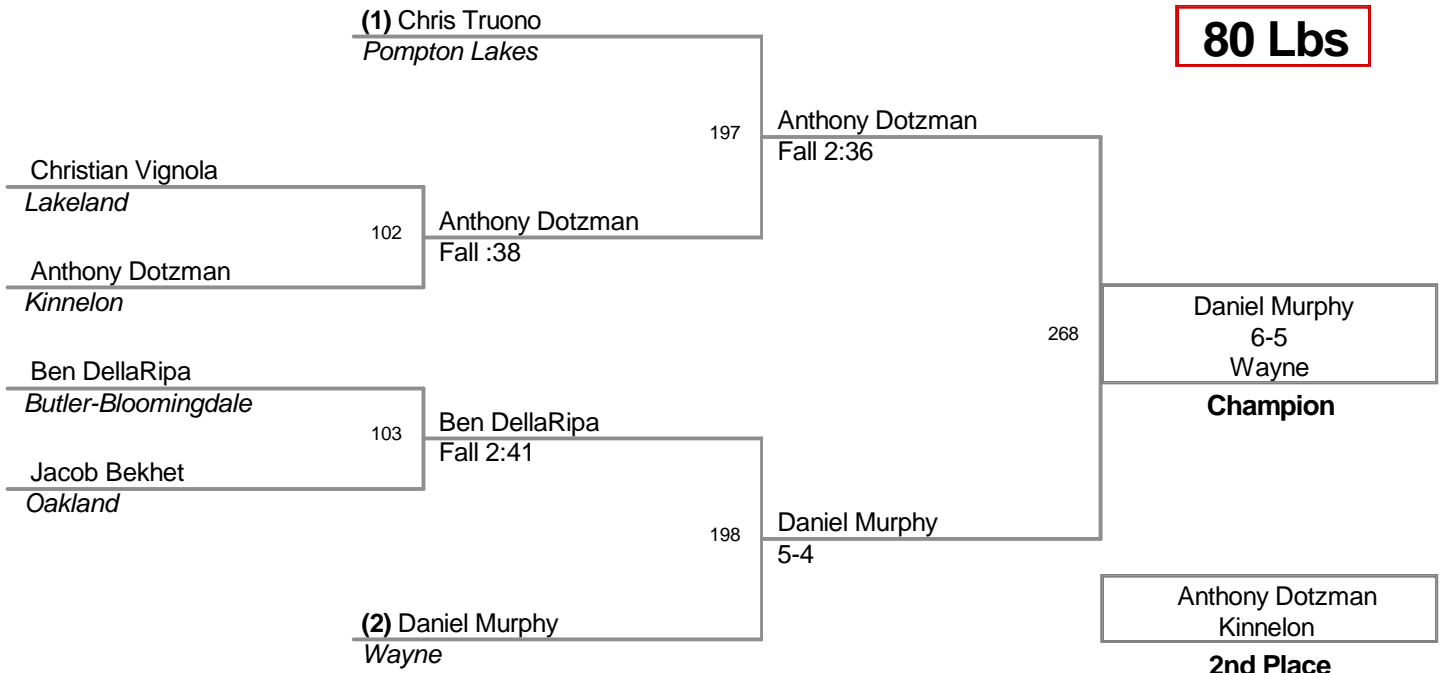 (1) Chris Truono
Pompton Lakes
80 Lbs
197
Anthony Dotzman
Fall 2:36
Christian Vignola
Lakeland
102
Anthony Dotzman
Fall :38
Anthony Dotzman
Kinnelon
268
Daniel Murphy
6-5
Wayne
Champion
Ben DellaRipa
Butler-Bloomingdale
103
Ben DellaRipa
Fall 2:41
Jacob Bekhet
Oakland
198
Daniel Murphy
5-4
(2) Daniel Murphy
Wayne
Anthony Dotzman
Kinnelon
2nd Place